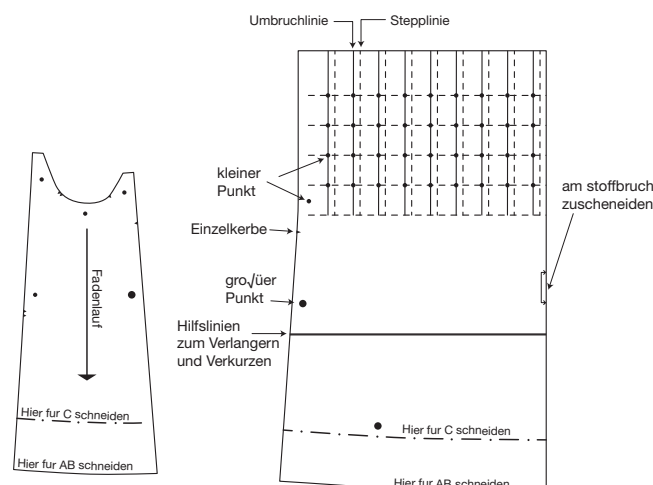 Umbruchlinie
Stepplinie
kleiner
Punkt
am stoffbruch
zuscheneiden
Einzelkerbe
gro√üer
Punkt
Hilfslinien
zum Verlangern
und Verkurzen
Fadenlauf
Hier fur C schneiden
Hier fur AB schneiden
Hier fur C schneiden
Hier fur AB schneiden